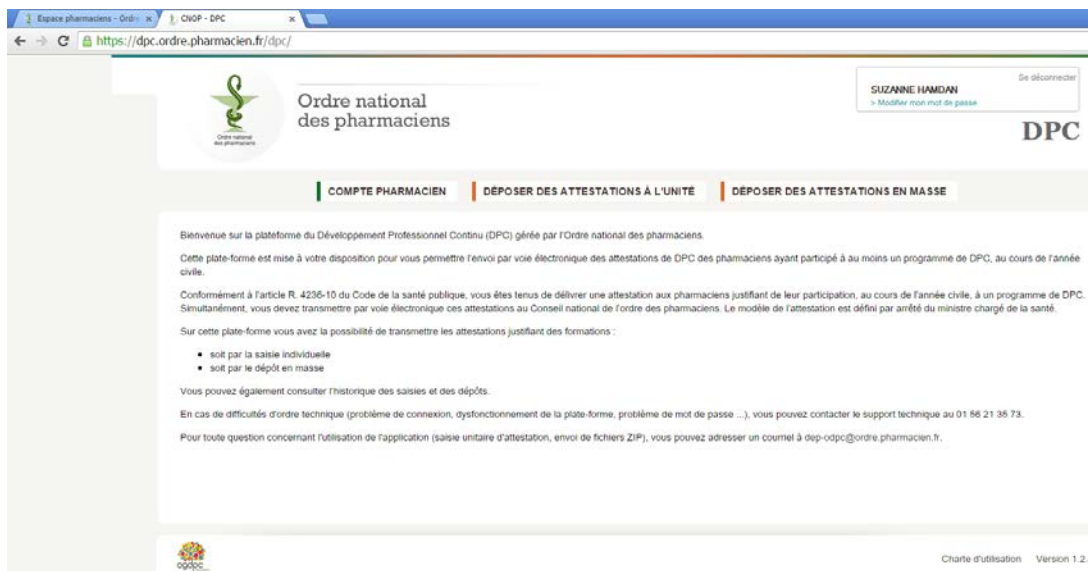 Espace pharmaciens - Ordre
CNOP - DPC
https://dpc.ordre.pharmacien.fr/dpc/
Se déconnecter
SUZANNE HAMDAN
> Modifier mon mot de passe
Ordre national
des pharmaciens
Ordre national
des pharmaciens
DPC
COMPTE PHARMACIEN
DÉPOSER DES ATTESTATIONS À L'UNITÉ
DÉPOSER DES ATTESTATIONS EN MASSE
Bienvenue sur la plateforme du Développement Professionnel Continu (DPC) gérée par l'Ordre national des pharmaciens.
Cette plate-forme est mise à votre disposition pour vous permettre l'envoi par voie électronique des attestations de DPC des pharmaciens ayant participé à au moins un programme de DPC, au cours de l'année
civile.
Conformément à l'article R. 4236-10 du Code de la santé publique, vous êtes tenus de délivrer une attestation aux pharmaciens justifiant de leur participation, au cours de l'année civile, à un programme de DPC.
Simultanément, vous devez transmettre par voie électronique ces attestations au Conseil national de l'ordre des pharmaciens. Le modèle de l'attestation est défini par arrêté du ministre chargé de la santé.
Sur cette plate-forme vous avez la possibilité de transmettre les attestations justifiant des formations :
• soit par la saisie individuelle
• soit par le dépôt en masse
Vous pouvez également consulter l'historique des saisies et des dépôts.
En cas de difficultés d'ordre technique (problème de connexion, dysfonctionnement de la plate-forme, problème de mot de passe ...), vous pouvez contacter le support technique au 01 56 21 35 73.
Pour toute question concernant l'utilisation de l'application (saisie unitaire d'attestation, envoi de fichiers ZIP), vous pouvez adresser un courriel à dep-odpc@ordre.pharmacien.fr.
ogdpc
Charte d'utilisation
Version 1.2.